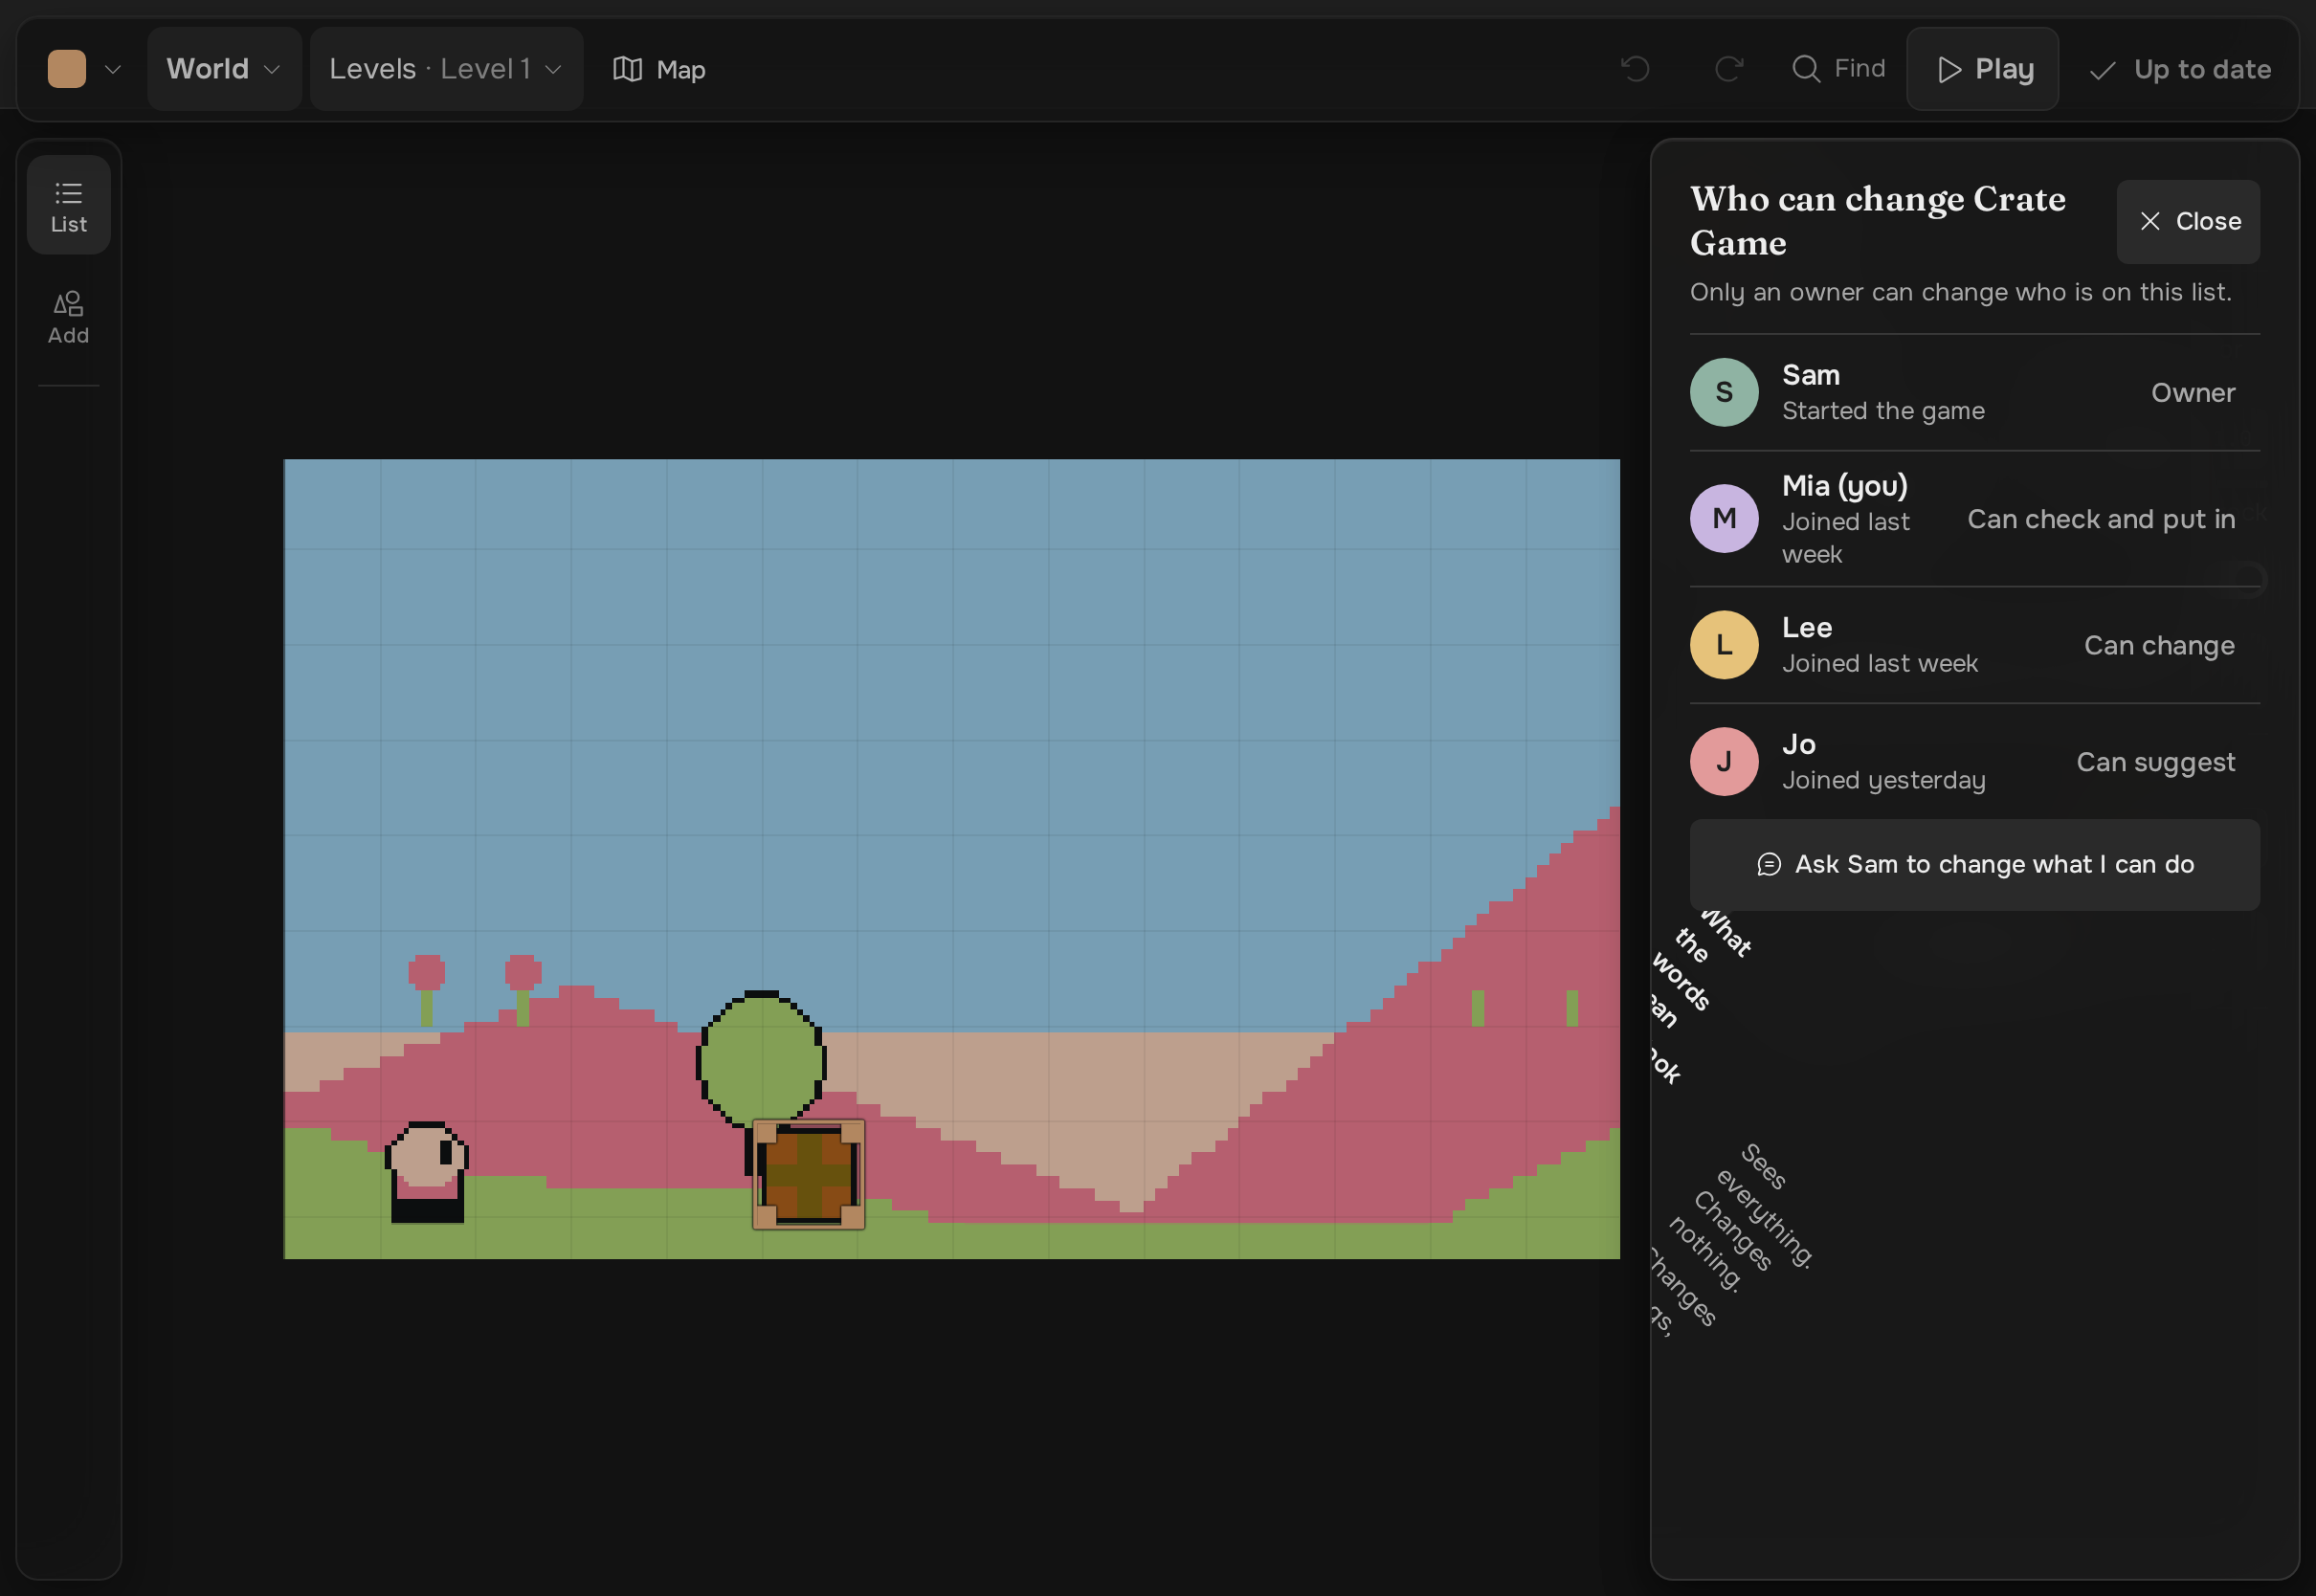 World
Levels · Level 1
Map
Find
Play
Up to date
List
Add
Who can change Crate
Game
Close
Only an owner can change who is on this list.
S
Sam
Started the game
Owner
M
Mia (you)
Joined last
week
Can check and put in
L
Lee
Joined last week
Can change
J
Jo
Joined yesterday
Can suggest
Ask Sam to change what I can do
What
the
words
Sees
everything.
Changes
nothing.